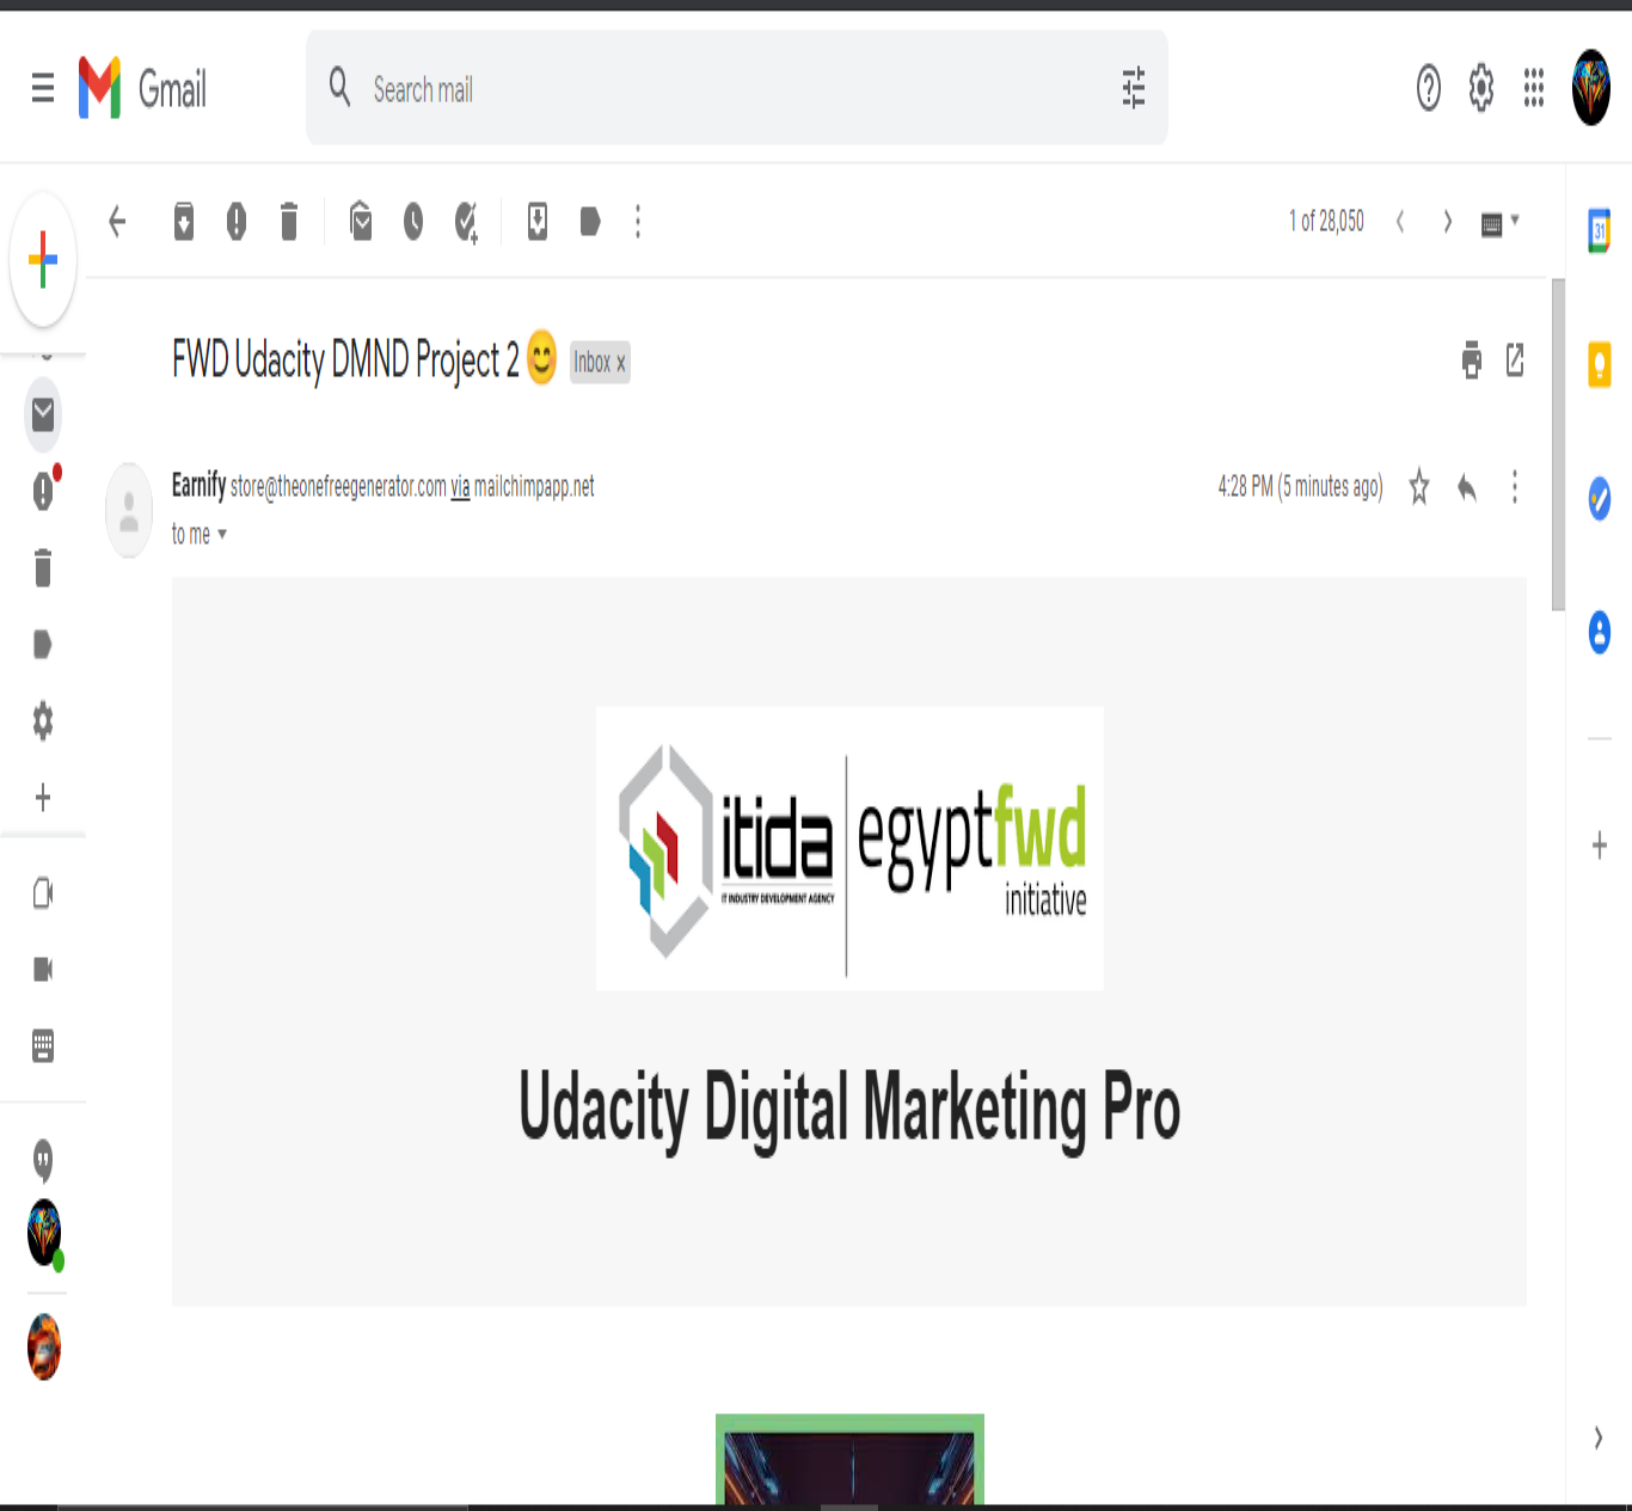 Gmail
Search mail
1 of 28,050
31
FWD Udacity DMND Project 2😊 Inbox x
Earnify store@theonefreegenerator.com via mailchimpapp.net
4:28 PM (5 minutes ago)
to me
itida
IT INDUSTRY DEVELOPMENT AGENCY
egyptfwd
initiative
Udacity Digital Marketing Pro